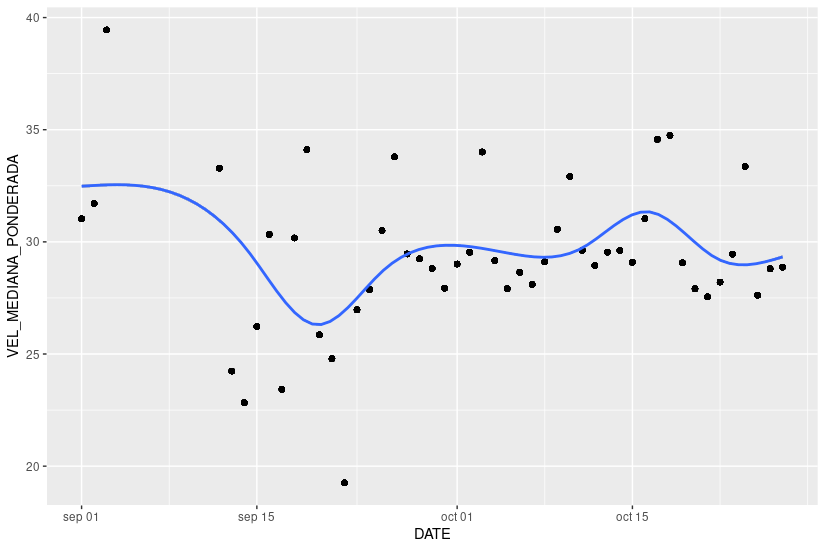 40
35
30
25
20
VEL_MEDIANA_PONDERADA
sep 01
sep 15
oct 01
oct 15
DATE